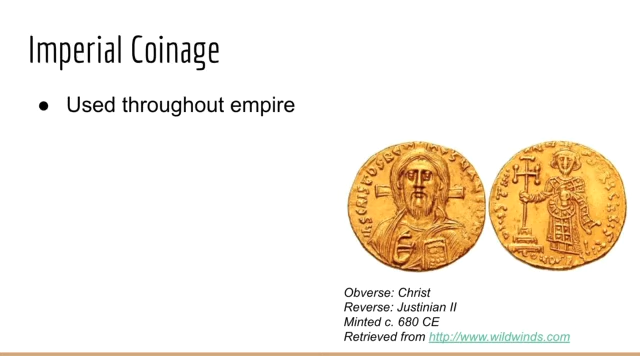 Imperial Coinage
● Used throughout empire
Obverse: Christ
Reverse: Justinian II
Minted c. 680 CE
Retrieved from http://www.wildwinds.com